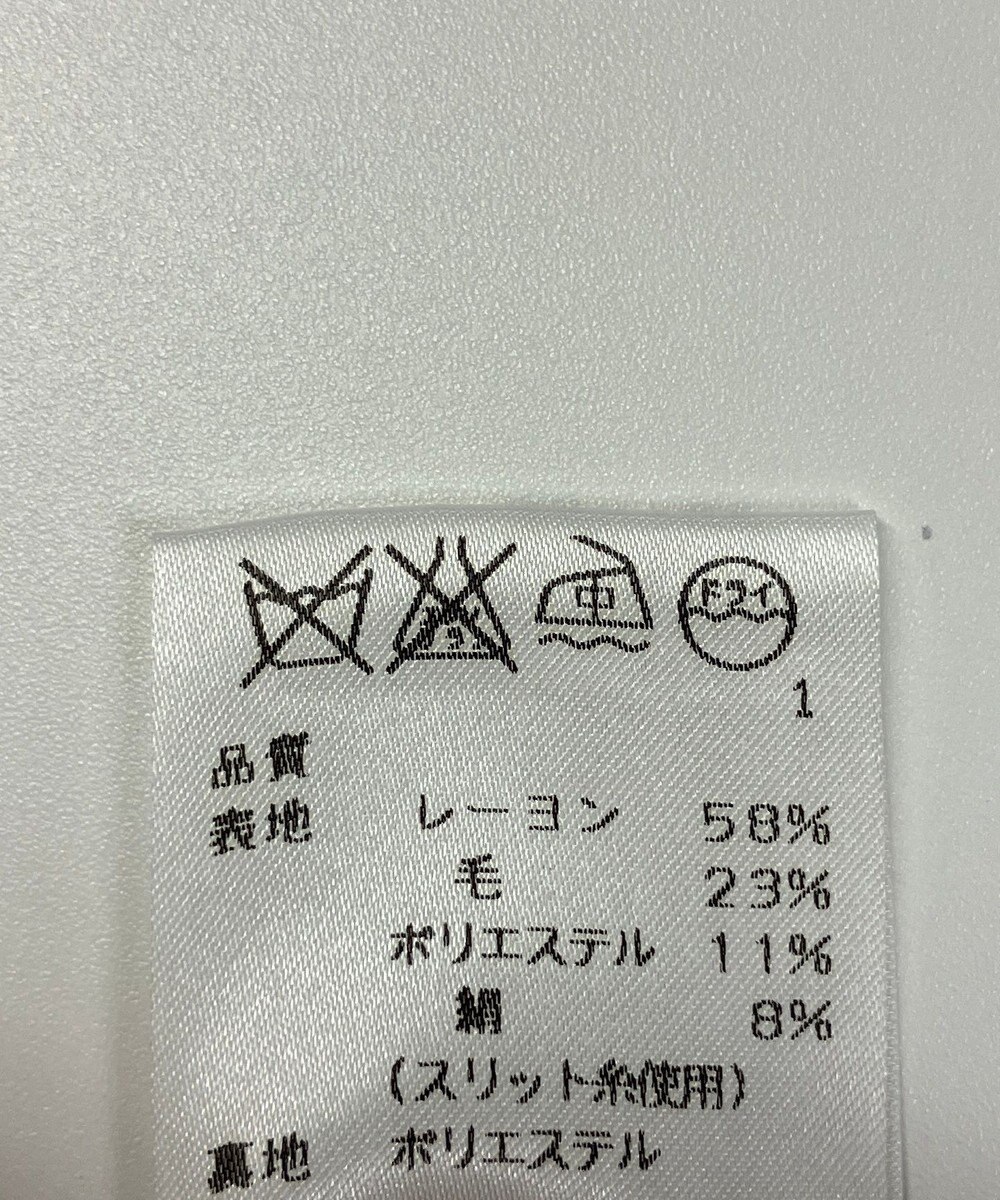 中 ドライ
1
品質
表地 レーヨン 58%
毛 23%
ポリエステル 11%
絹 8%
(スリット糸使用)
裏地 ポリエステル